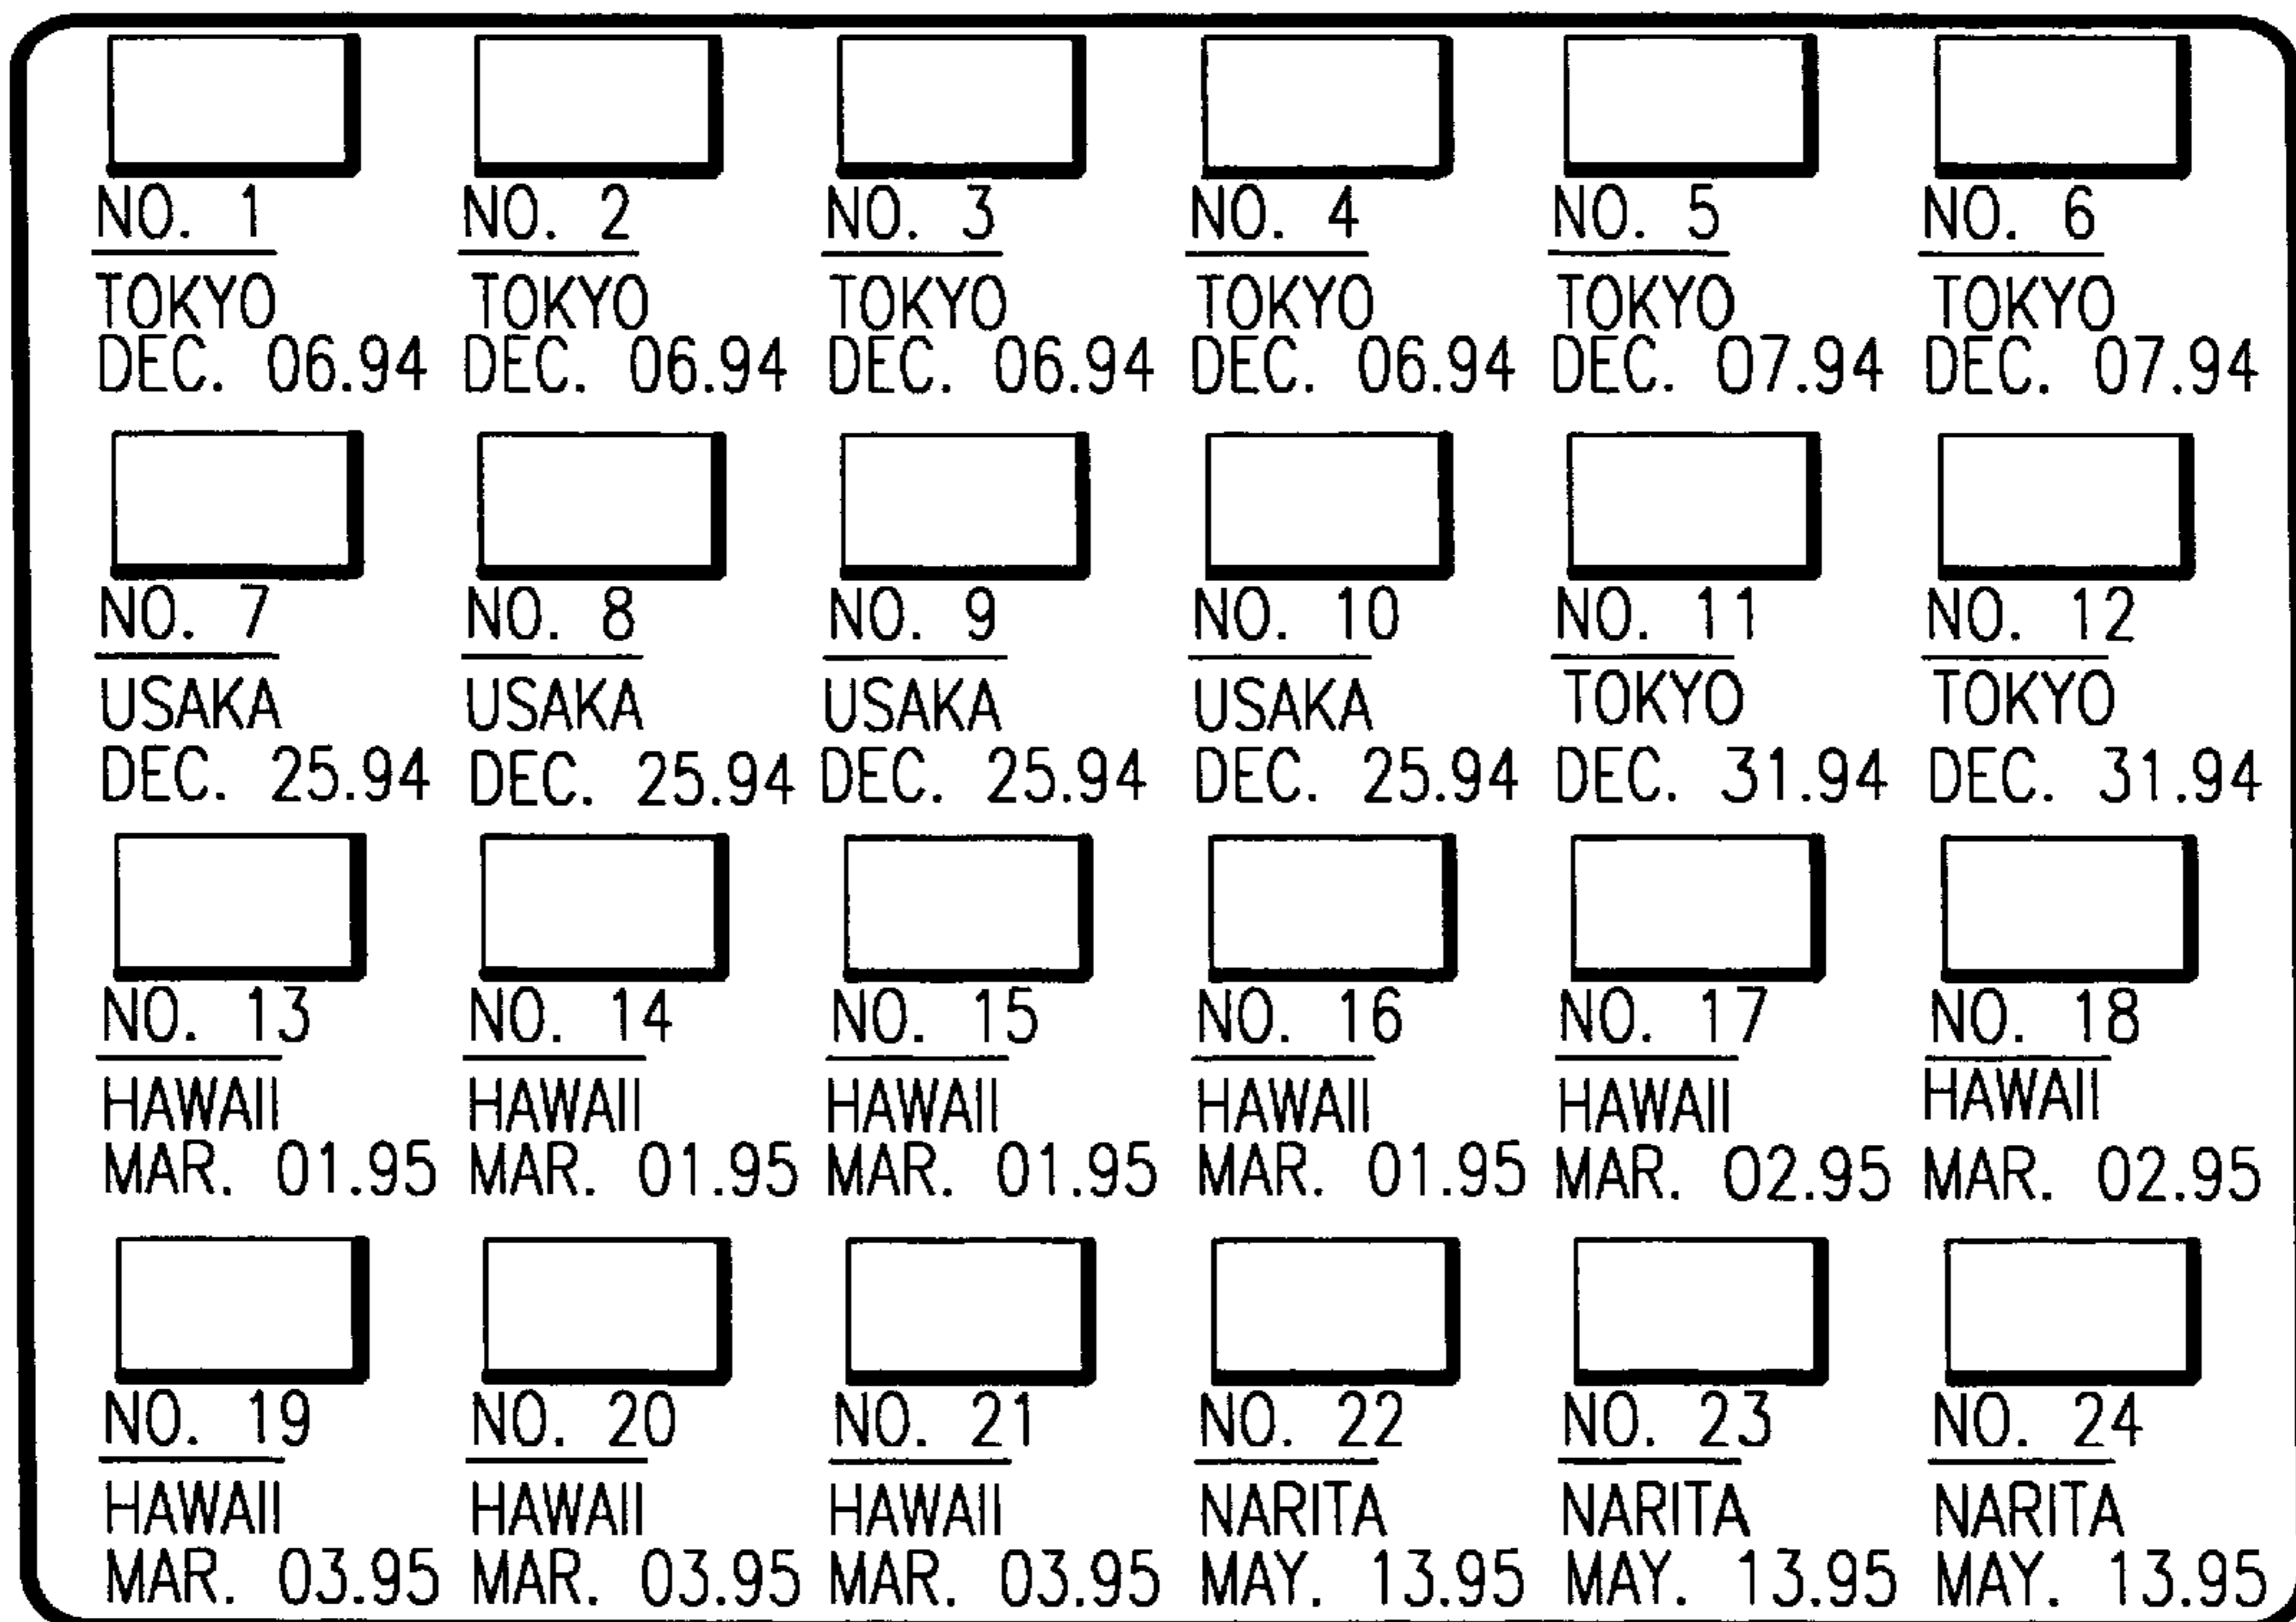 NO. 1 NO. 2 NO. 3 NO. 4 NO. 5 NO. 6
TOKYO TOKYO TOKYO TOKYO TOKYO TOKYO
DEC. 06.94 DEC. 06.94 DEC. 06.94 DEC. 06.94 DEC. 07.94 DEC. 07.94
NO. 7 NO. 8 NO. 9 NO. 10 NO. 11 NO. 12
USAKA USAKA USAKA USAKA TOKYO TOKYO
DEC. 25.94 DEC. 25.94 DEC. 25.94 DEC. 25.94 DEC. 31.94 DEC. 31.94
NO. 13 NO. 14 NO. 15 NO. 16 NO. 17 NO. 18
HAWAII HAWAII HAWAII HAWAII HAWAII HAWAII
MAR. 01.95 MAR. 01.95 MAR. 01.95 MAR. 01.95 MAR. 02.95 MAR. 02.95
NO. 19 NO. 20 NO. 21 NO. 22 NO. 23 NO. 24
HAWAII HAWAII HAWAII NARITA NARITA NARITA
MAR. 03.95 MAR. 03.95 MAR. 03.95 MAY. 13.95 MAY. 13.95 MAY. 13.95